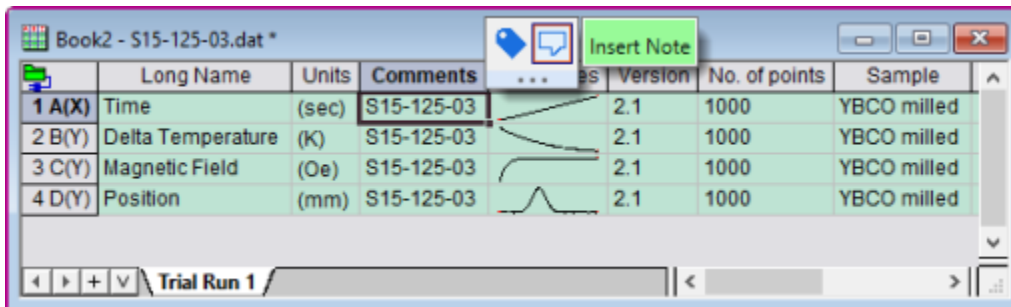 Book2 - S15-125-03.dat *
Insert Note
Long Name Units Comments Version No. of points Sample
1 A(X) Time (sec) S15-125-03 2.1 1000 YBCO milled
2 B(Y) Delta Temperature (K) S15-125-03 2.1 1000 YBCO milled
3 C(Y) Magnetic Field (Oe) S15-125-03 2.1 1000 YBCO milled
4 D(Y) Position (mm) S15-125-03 2.1 1000 YBCO milled
Trial Run 1